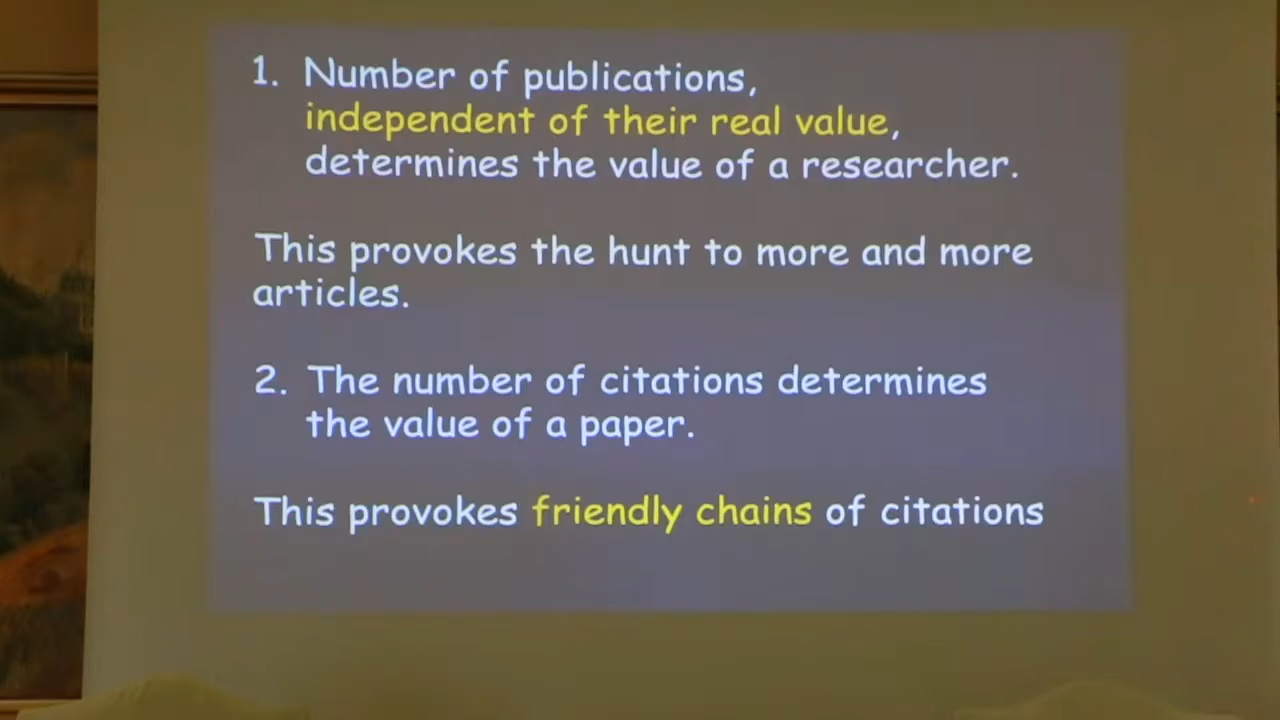 1. Number of publications,
independent of their real value,
determines the value of a researcher.
This provokes the hunt to more and more
articles.
2. The number of citations determines
the value of a paper.
This provokes friendly chains of citations